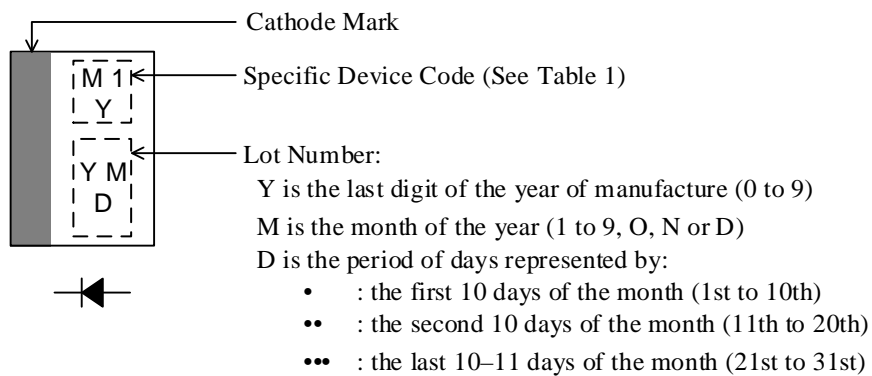 Cathode Mark
M 1
Y
Specific Device Code (See Table 1)
Y M
D
Lot Number:
Y is the last digit of the year of manufacture (0 to 9)
M is the month of the year (1 to 9, O, N or D)
D is the period of days represented by:
• : the first 10 days of the month (1st to 10th)
•• : the second 10 days of the month (11th to 20th)
••• : the last 10–11 days of the month (21st to 31st)